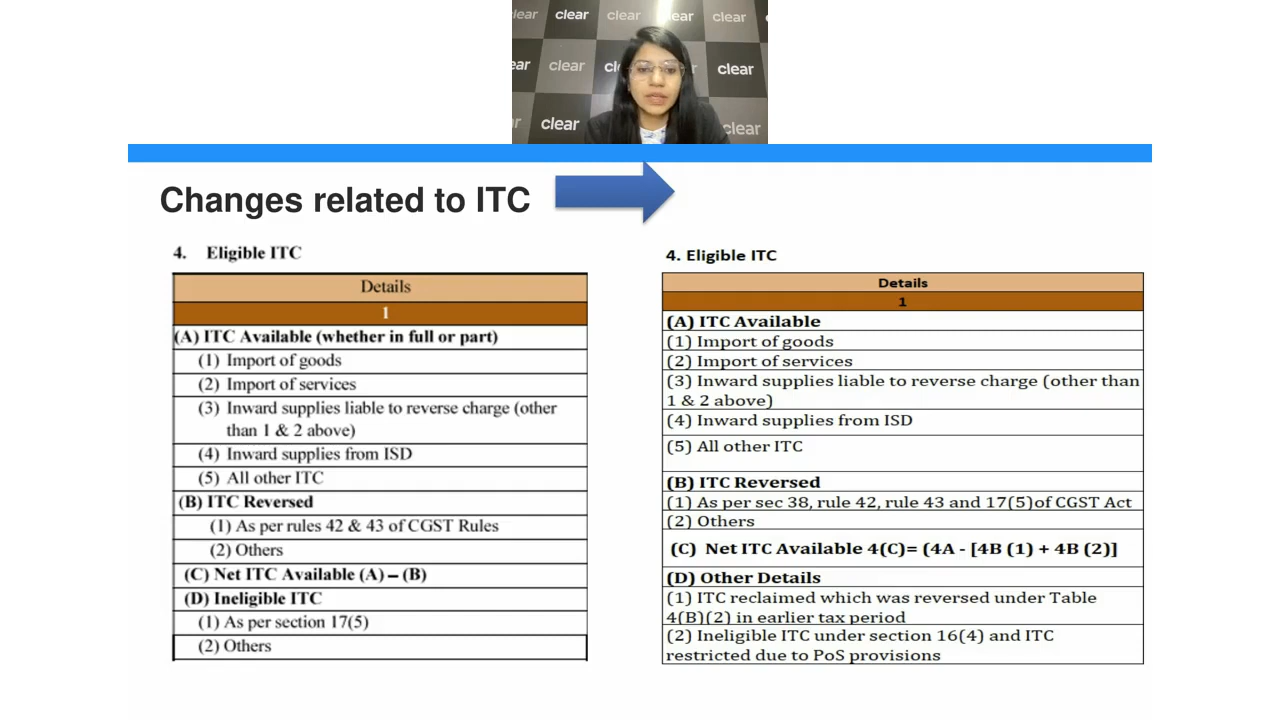 clear
clear
clear
clear
clear
clear
clear
clear
Changes related to ITC
4. Eligible ITC
Details
1
(A) ITC Available (whether in full or part)
(1) Import of goods
(2) Import of services
(3) Inward supplies liable to reverse charge (other
than 1 & 2 above)
(4) Inward supplies from ISD
(5) All other ITC
(B) ITC Reversed
(1) As per rules 42 & 43 of CGST Rules
(2) Others
(C) Net ITC Available (A) – (B)
(D) Ineligible ITC
(1) As per section 17(5)
(2) Others
4. Eligible ITC
Details
1
(A) ITC Available
(1) Import of goods
(2) Import of services
(3) Inward supplies liable to reverse charge (other than
1 & 2 above)
(4) Inward supplies from ISD
(5) All other ITC
(B) ITC Reversed
(1) As per sec 38, rule 42, rule 43 and 17(5)of CGST Act
(2) Others
(C) Net ITC Available 4(C)= (4A - [4B (1) + 4B (2)]
(D) Other Details
(1) ITC reclaimed which was reversed under Table
4(B)(2) in earlier tax period
(2) Ineligible ITC under section 16(4) and ITC
restricted due to PoS provisions